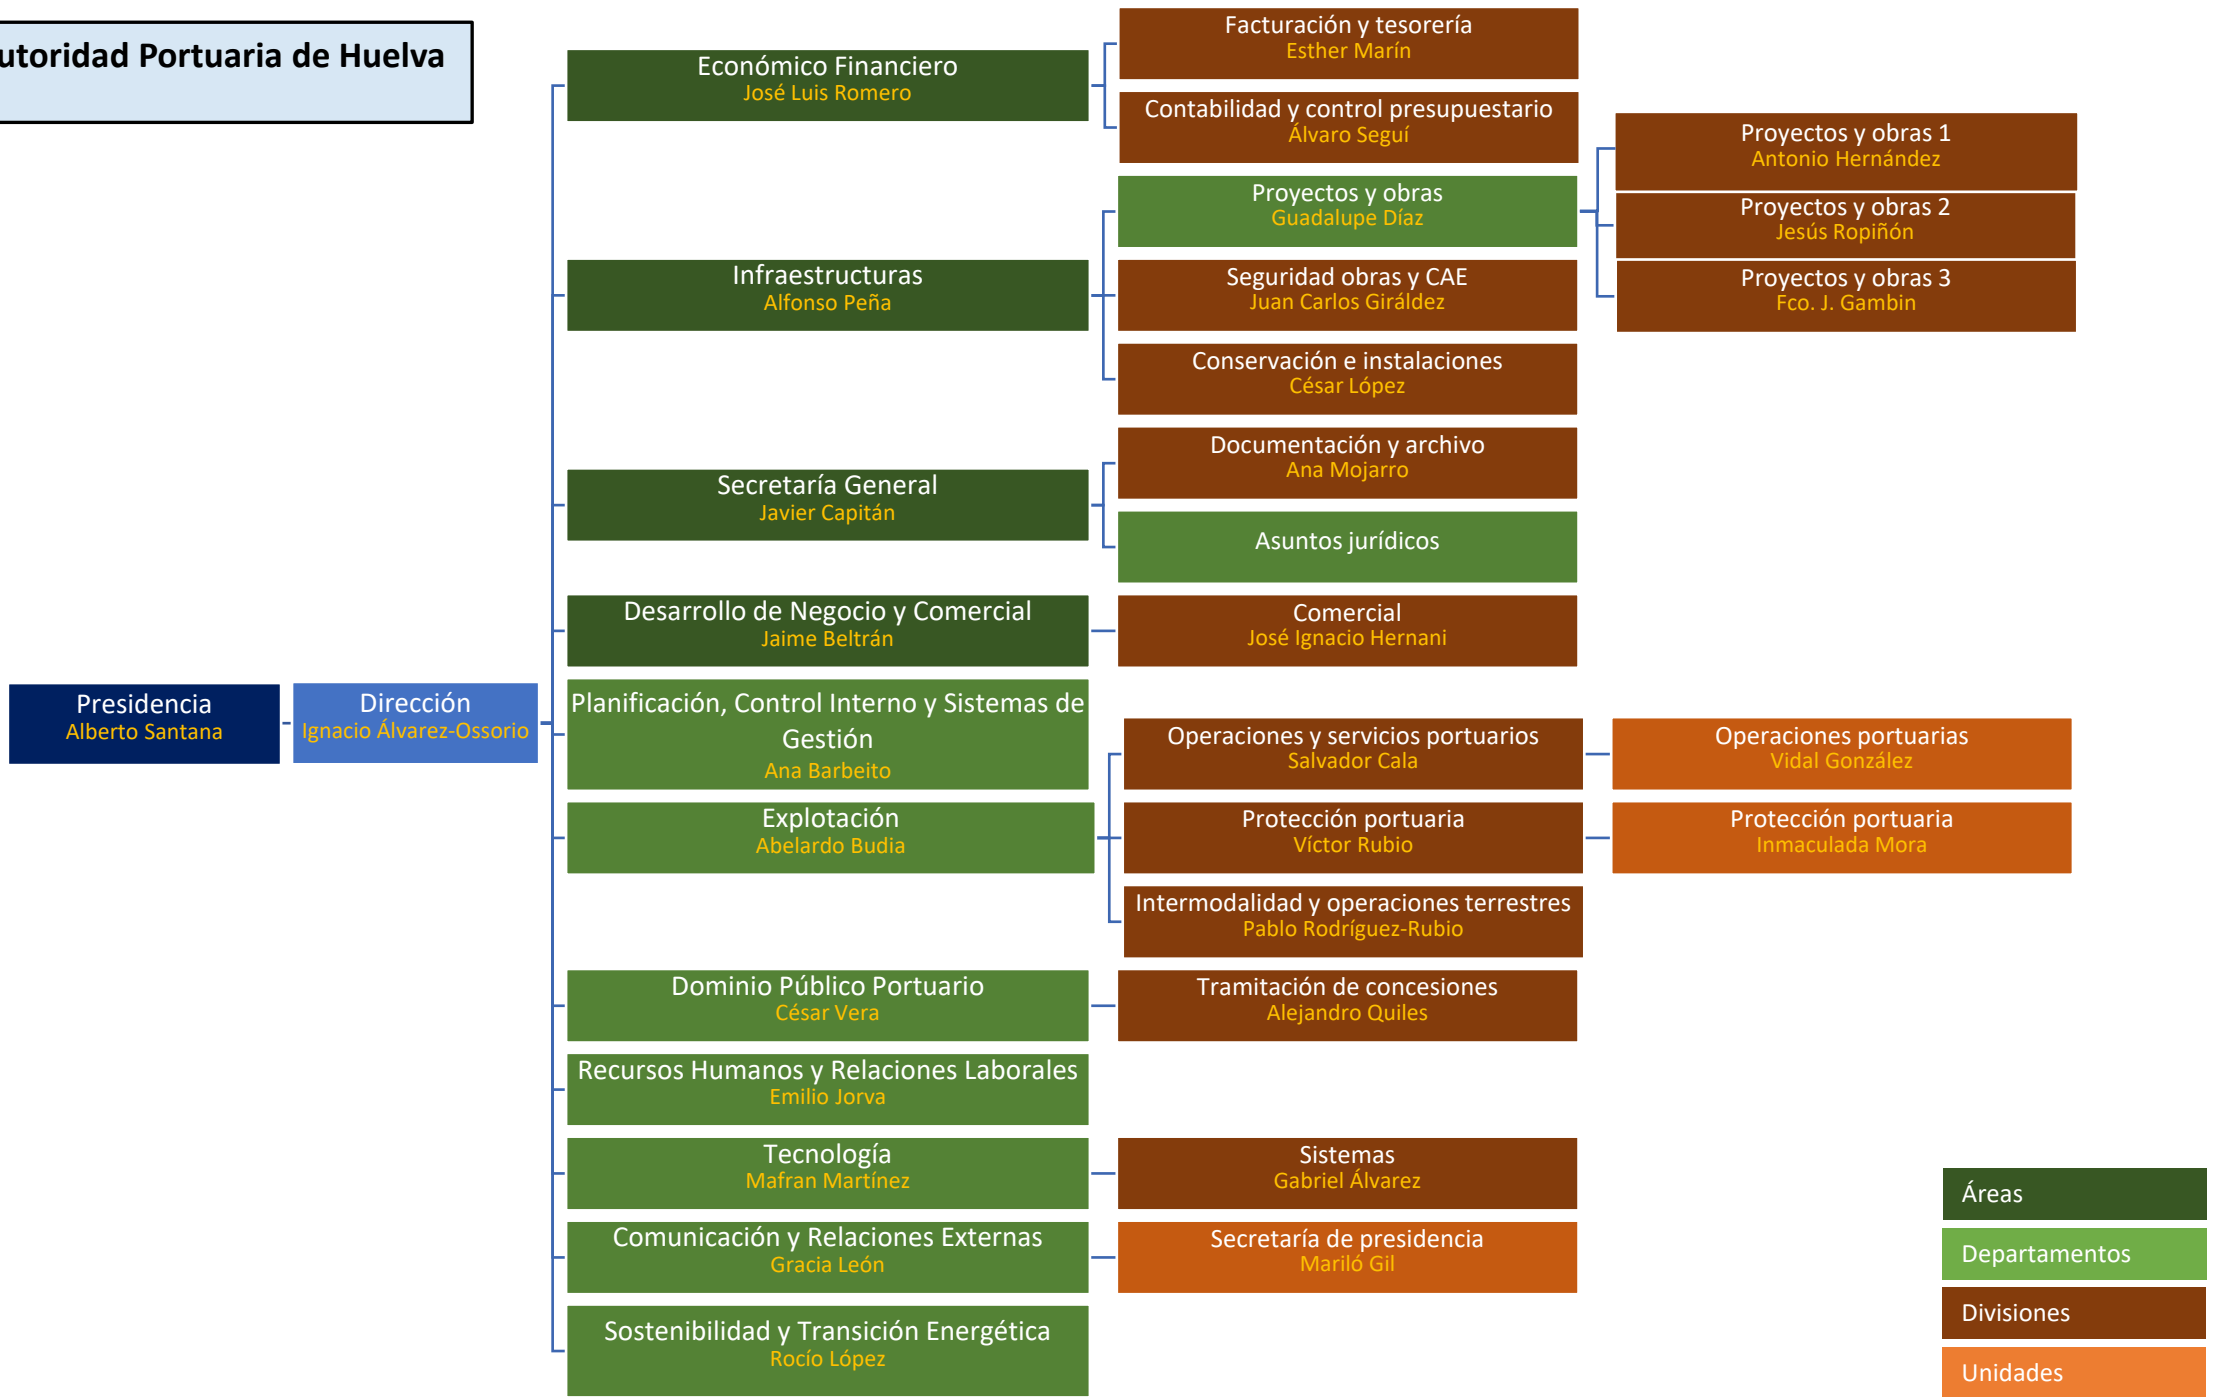 utoridad Portuaria de Huelva
Presidencia
Alberto Santana
Dirección
Ignacio Álvarez-Ossorio
Económico Financiero
José Luis Romero
Facturación y tesorería
Esther Marín
Contabilidad y control presupuestario
Álvaro Seguí
Infraestructuras
Alfonso Peña
Proyectos y obras
Guadalupe Díaz
Proyectos y obras 1
Antonio Hernández
Proyectos y obras 2
Jesús Ropiñón
Proyectos y obras 3
Fco. J. Gambin
Seguridad obras y CAE
Juan Carlos Giráldez
Conservación e instalaciones
César López
Secretaría General
Javier Capitán
Documentación y archivo
Ana Mojarro
Asuntos jurídicos
Desarrollo de Negocio y Comercial
Jaime Beltrán
Comercial
José Ignacio Hernani
Planificación, Control Interno y Sistemas de
Gestión
Ana Barbeito
Explotación
Abelardo Budia
Operaciones y servicios portuarios
Salvador Cala
Operaciones portuarias
Vidal González
Protección portuaria
Víctor Rubio
Protección portuaria
Inmaculada Mora
Intermodalidad y operaciones terrestres
Pablo Rodríguez-Rubio
Dominio Público Portuario
César Vera
Tramitación de concesiones
Alejandro Quiles
Recursos Humanos y Relaciones Laborales
Emilio Jorva
Tecnología
Mafran Martínez
Sistemas
Gabriel Álvarez
Comunicación y Relaciones Externas
Gracia León
Secretaría de presidencia
Mariló Gil
Sostenibilidad y Transición Energética
Rocío López
Áreas
Departamentos
Divisiones
Unidades